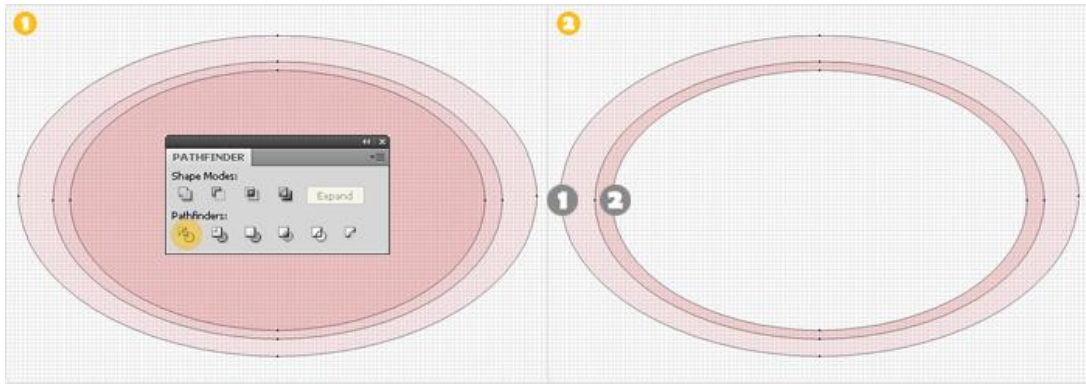 1
2
PATHFINDER
Shape Modes:
Expand
Pathfinders:
1 2